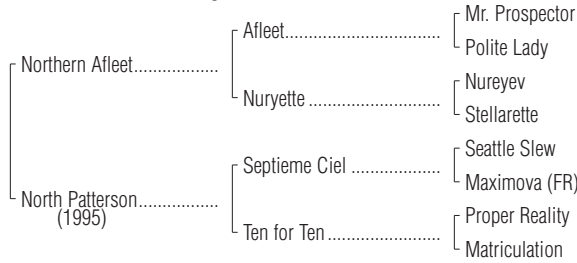 Mr. Prospector
Afleet
Polite Lady
Northern Afleet
Nureyev
Nuryette
Stellarette
Seattle Slew
Septieme Ciel
Maximova (FR)
North Patterson
(1995)
Proper Reality
Ten for Ten
Matriculation